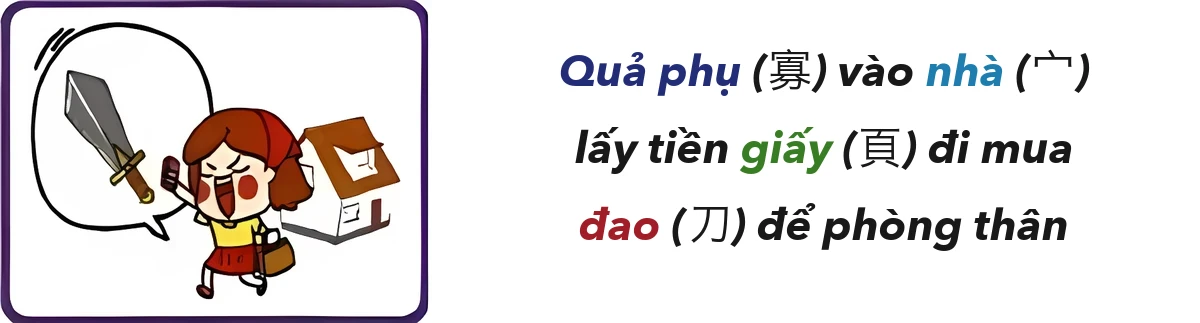 Quả phụ (寡) vào nhà (宀)
lấy tiền giấy (頁) đi mua
đao (刀) để phòng thân